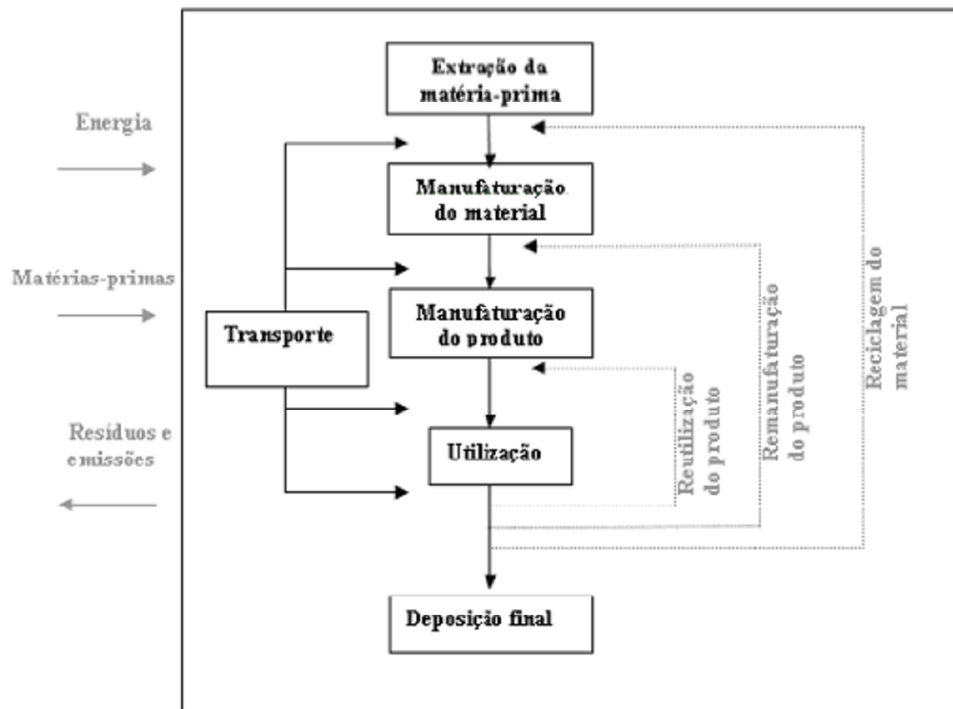 Extração da
matéria-prima
Energia
Manufaturação
do material
Matérias-primas
Transporte
Manufaturação
do produto
Resíduos e
emissões
Utilização
Reutilização
do produto
Remanufaturação
do produto
Reciclagem do
material
Deposição final